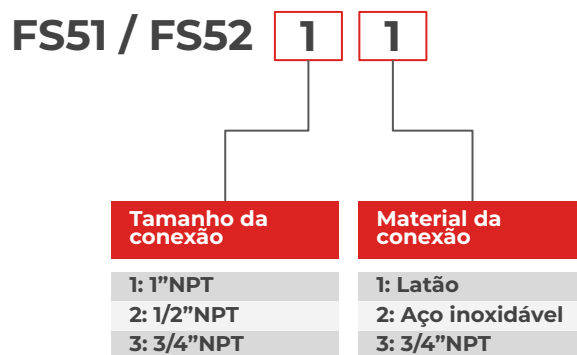 FS51 / FS52 1 1
Tamanho da
conexão
1: 1”NPT
2: 1/2”NPT
3: 3/4”NPT
Material da
conexão
1: Latão
2: Aço inoxidável
3: 3/4”NPT